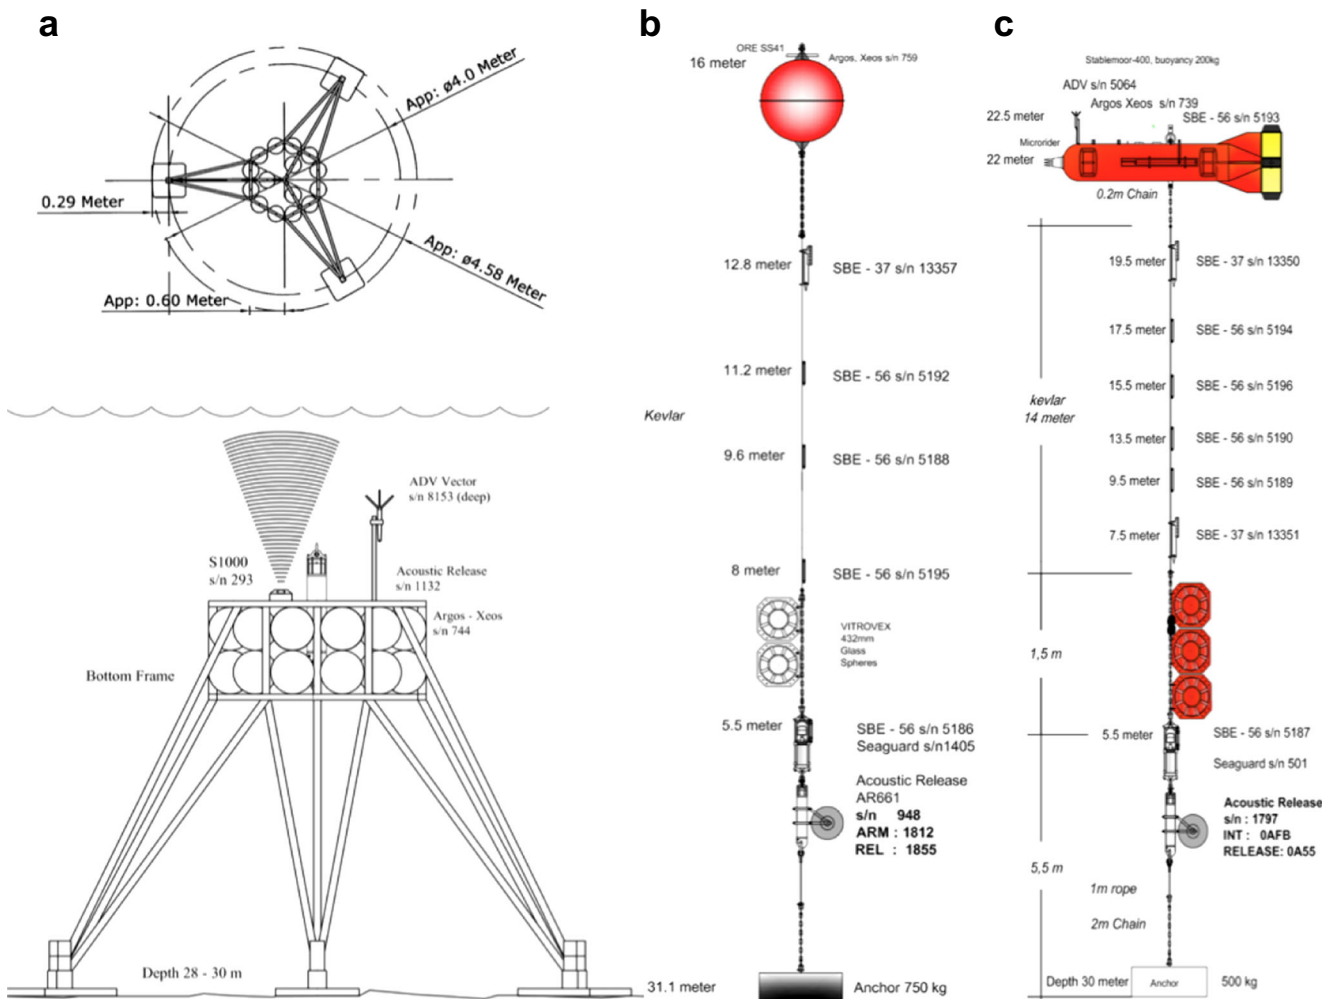 a
App: ø4.0 Meter
0.29 Meter
App: ø4.58 Meter
App: 0.60 Meter
ADV Vector
s/n 8153 (deep)
S1000
s/n 293
Acoustic Release
s/n 1132
Argos - Xeos
s/n 744
Bottom Frame
Depth 28 - 30 m
b
ORE SS41
Argos, Xeos s/n 759
16 meter
12.8 meter
SBE - 37 s/n 13357
11.2 meter
SBE - 56 s/n 5192
Kevlar
9.6 meter
SBE - 56 s/n 5188
8 meter
SBE - 56 s/n 5195
VITROVEX
432mm
Glass
Spheres
5.5 meter
SBE - 56 s/n 5186
Seaguard s/n1405
Acoustic Release
AR661
s/n 948
ARM : 1812
REL : 1855
31.1 meter
Anchor 750 kg
c
Stablemoor-400, buoyancy 200kg
ADV s/n 5064
Argos Xeos s/n 739
22.5 meter
SBE - 56 s/n 5193
Microrider
22 meter
0.2m Chain
19.5 meter
SBE - 37 s/n 13350
17.5 meter
SBE - 56 s/n 5194
15.5 meter
SBE - 56 s/n 5196
kevlar
14 meter
13.5 meter
SBE - 56 s/n 5190
9.5 meter
SBE - 56 s/n 5189
7.5 meter
SBE - 37 s/n 13351
1,5 m
5.5 meter
SBE - 56 s/n 5187
Seaguard s/n 501
Acoustic Release
s/n : 1797
INT : 0AFB
RELEASE: 0A55
5,5 m
1m rope
2m Chain
Depth 30 meter
Anchor
500 kg